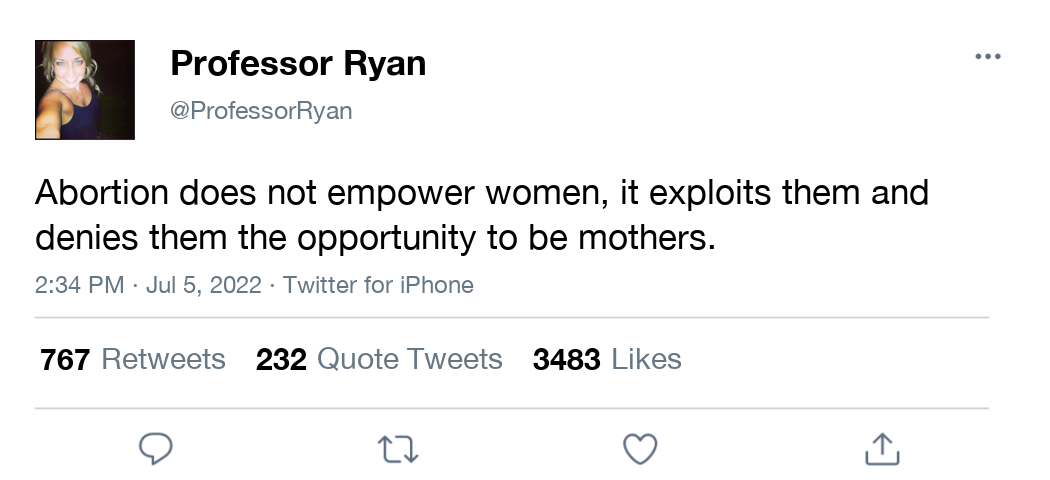 Professor Ryan
@ProfessorRyan
Abortion does not empower women, it exploits them and
denies them the opportunity to be mothers.
2:34 PM · Jul 5, 2022 · Twitter for iPhone
767 Retweets 232 Quote Tweets 3483 Likes